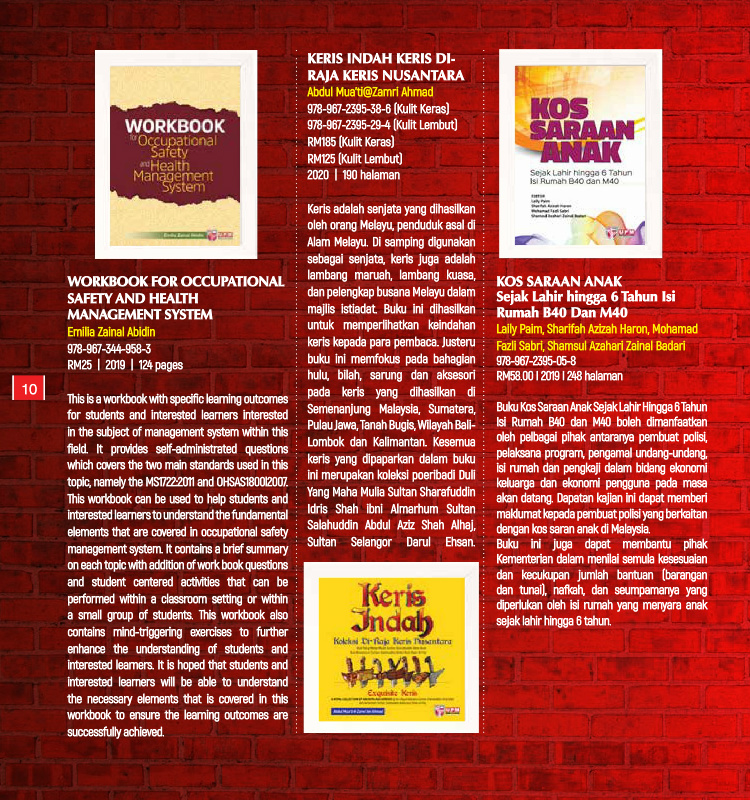 WORKBOOK
for Occupational
Safety
and Health
Management
System
Emilia Zainal Abidin
UPM
WORKBOOK FOR OCCUPATIONAL
SAFETY AND HEALTH
MANAGEMENT SYSTEM
Emilia Zainal Abidin
978-967-344-958-3
RM25 | 2019 | 124 pages
This is a workbook with specific learning outcomes
for students and interested learners interested
in the subject of management system within this
field. It provides self-administrated questions
which covers the two main standards used in this
topic, namely the MS1722:2011 and OHSAS18001:2007.
This workbook can be used to help students and
interested learners to understand the fundamental
elements that are covered in occupational safety
management system. It contains a brief summary
on each topic with addition of work book questions
and student centered activities that can be
performed within a classroom setting or within
a small group of students. This workbook also
contains mind-triggering exercises to further
enhance the understanding of students and
interested learners. It is hoped that students and
interested learners will be able to understand
the necessary elements that is covered in this
workbook to ensure the learning outcomes are
successfully achieved.
10
KERIS INDAH KERIS DI-
RAJA KERIS NUSANTARA
Abdul Mua'ti@Zamri Ahmad
978-967-2395-38-6 (Kulit Keras)
978-967-2395-29-4 (Kulit Lembut)
RM185 (Kulit Keras)
RM125 (Kulit Lembut)
2020 | 190 halaman
Keris adalah senjata yang dihasilkan
oleh orang Melayu, penduduk asal di
Alam Melayu. Di samping digunakan
sebagai senjata, keris juga adalah
lambang maruah, lambang kuasa,
dan pelengkap busana Melayu dalam
majlis istiadat. Buku ini dihasilkan
untuk memperlihatkan keindahan
keris kepada para pembaca. Justeru
buku ini memfokus pada bahagian
hulu, bilah, sarung dan aksesori
pada keris yang dihasilkan di
Semenanjung Malaysia, Sumatera,
Pulau Jawa, Tanah Bugis, Wilayah Bali-
Lombok dan Kalimantan. Kesemua
keris yang dipaparkan dalam buku
ini merupakan koleksi poeribadi Duli
Yang Maha Mulia Sultan Sharafuddin
Idris Shah ibni Almarhum Sultan
Salahuddin Abdul Aziz Shah Alhaj,
Sultan Selangor Darul Ehsan.
Keris
Indah
Koleksi Di-Raja Keris Nusantara
Exquisite Keris
UPM
KOS
SARAAN
ANAK
Sejak Lahir hingga 6 Tahun
Isi Rumah B40 dan M40
EDITOR
Laily Paim
Sharifah Azizah Haron
Mohamad Fazli Sabri
Shamsul Azahari Zainal Badari
UPM
KOS SARAAN ANAK
Sejak Lahir hingga 6 Tahun Isi
Rumah B40 Dan M40
Laily Paim, Sharifah Azizah Haron, Mohamad
Fazli Sabri, Shamsul Azahari Zainal Badari
978-967-2395-05-8
RM58.00 | 2019 | 248 halaman
Buku Kos Saraan Anak Sejak Lahir Hingga 6 Tahun
Isi Rumah B40 dan M40 boleh dimanfaatkan
oleh pelbagai pihak antaranya pembuat polisi,
pelaksana program, pengamal undang-undang,
isi rumah dan pengkaji dalam bidang ekonomi
keluarga dan ekonomi pengguna pada masa
akan datang. Dapatan kajian ini dapat memberi
maklumat kepada pembuat polisi yang berkaitan
dengan kos saran anak di Malaysia.
Buku ini juga dapat membantu pihak
Kementerian dalam menilai semula kesesuaian
dan kecukupan jumlah bantuan (barangan
dan tunai), nafkah, dan seumpamanya yang
diperlukan oleh isi rumah yang menyara anak
sejak lahir hingga 6 tahun.